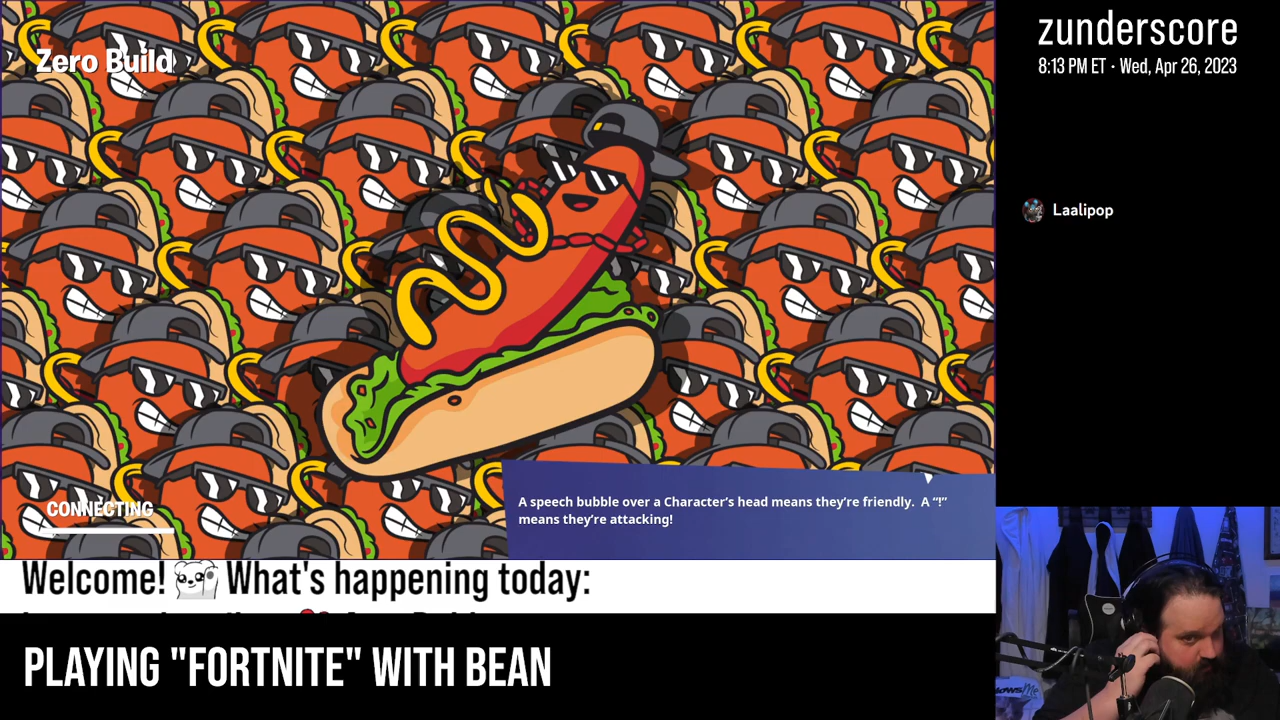 Zero Build
zunderscore
8:13 PM ET · Wed, Apr 26, 2023
Laalipop
A speech bubble over a Character's head means they're friendly. A "!"
means they're attacking!
CONNECTING
Welcome! What's happening today:
PLAYING "FORTNITE" WITH BEAN